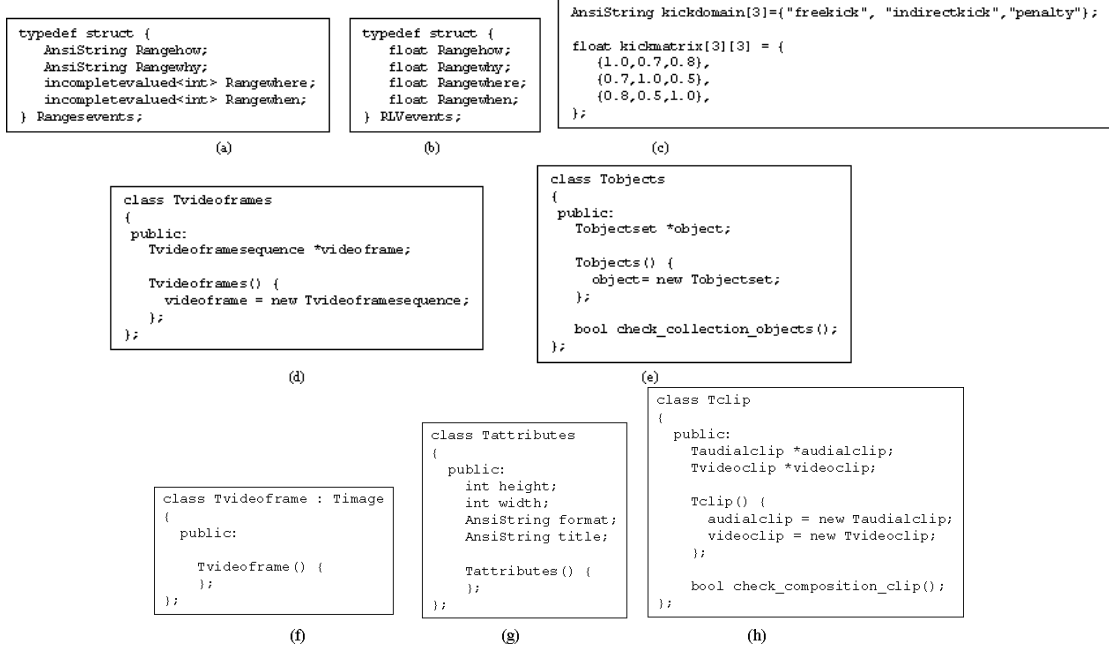 typedef struct {
AnsiString Rangehow;
AnsiString Rangewhy;
incompletevalued<int> Rangewhere;
incompletevalued<int> Rangewhen;
} Rangesevents;
(a)
typedef struct {
float Rangehow;
float Rangewhy;
float Rangewhere;
float Rangewhen;
} RLVevents;
(b)
AnsiString kickdomain[3]={"freekick", "indirectkick","penalty"};
float kickmatrix[3][3] = {
{1.0,0.7,0.8},
{0.7,1.0,0.5},
{0.8,0.5,1.0},
};
(c)
class Tvideoframes
{
public:
Tvideoframesequence *videoframe;
Tvideoframes() {
videoframe = new Tvideoframesequence;
};
};
(d)
class Tobjects
{
public:
Tobjectset *object;
Tobjects() {
object= new Tobjectset;
};
bool check_collection_objects();
};
(e)
class Tvideoframe : Timage
{
public:
Tvideoframe() {
};
};
(f)
class Tattributes
{
public:
int height;
int width;
AnsiString format;
AnsiString title;
Tattributes() {
};
};
(g)
class Tclip
{
public:
Taudialclip *audialclip;
Tvideoclip *videoclip;
Tclip() {
audialclip = new Taudialclip;
videoclip = new Tvideoclip;
};
bool check_composition_clip();
};
(h)